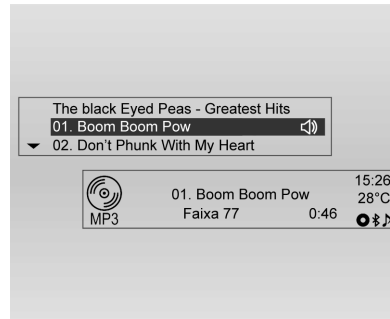 The black Eyed Peas - Greatest Hits
01. Boom Boom Pow
02. Don't Phunk With My Heart
01. Boom Boom Pow
Faixa 77 0:46
MP3
15:26
28°C